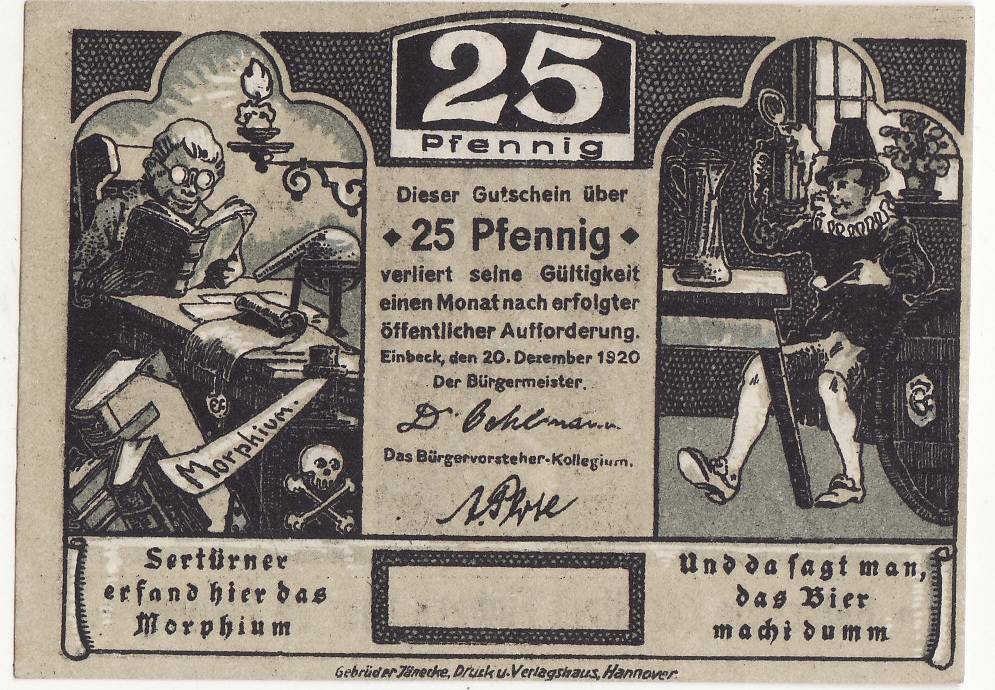 25
Pfennig
Dieser Gutschein über
25 Pfennig
verliert seine Gültigkeit
einen Monat nach erfolgter
öffentlicher Aufforderung.
Einbeck, den 20. Dezember 1920
Der Bürgermeister.
Dr Oehlmann
Das Bürgervorsteher-Kollegium.
Morphium.
Sertürner
erfand hier das
Morphium
Und da sagt man,
das Bier
macht dumm
Gebrüder Jänecke, Druck u. Verlagshaus, Hannover.